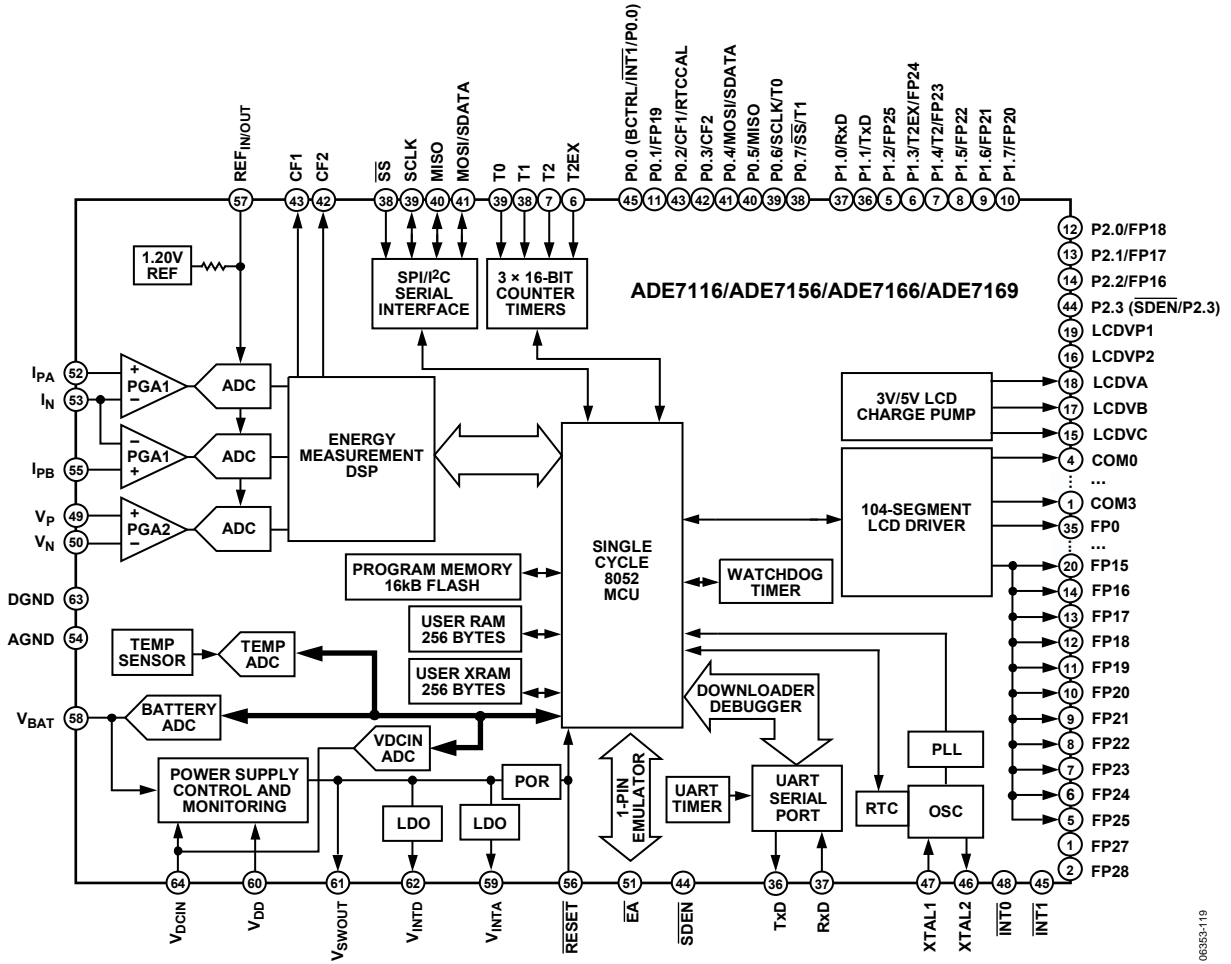 REFIN/OUT
CF1
CF2
SS
SCLK
MISO
MOSI/SDATA
T0
T1
T2
T2EX
P0.0 (BCTRL/INT1/P0.0)
P0.1/FP19
P0.2/CF1/RTCCAL
P0.3/CF2
P0.4/MOSI/SDATA
P0.5/MISO
P0.6/SCLK/T0
P0.7/SS/T1
P1.0/RxD
P1.1/TxD
P1.2/FP25
P1.3/T2EX/FP24
P1.4/T2/FP23
P1.5/FP22
P1.6/FP21
P1.7/FP20
57
43
42
38
39
40
41
39
38
7
6
45
11
43
42
41
40
39
38
37
36
5
6
7
8
9
10
12 P2.0/FP18
13 P2.1/FP17
14 P2.2/FP16
44 P2.3 (SDEN/P2.3)
19 LCDVP1
16 LCDVP2
18 LCDVA
17 LCDVB
15 LCDVC
4 COM0
...
1 COM3
35 FP0
...
20 FP15
14 FP16
13 FP17
12 FP18
11 FP19
10 FP20
9 FP21
8 FP22
7 FP23
6 FP24
5 FP25
1 FP27
2 FP28
1.20V
REF
SPI/I2C
SERIAL
INTERFACE
3 × 16-BIT
COUNTER
TIMERS
ADE7116/ADE7156/ADE7166/ADE7169
IPA 52
IN 53
+
PGA1
–
ADC
IPB 55
–
PGA1
+
ADC
VP 49
VN 50
+
PGA2
–
ADC
ENERGY
MEASUREMENT
DSP
3V/5V LCD
CHARGE PUMP
104-SEGMENT
LCD DRIVER
SINGLE
CYCLE
8052
MCU
PROGRAM MEMORY
16kB FLASH
WATCHDOG
TIMER
USER RAM
256 BYTES
USER XRAM
256 BYTES
DGND 63
AGND 54
TEMP
SENSOR
TEMP
ADC
VBAT 58
BATTERY
ADC
VDCIN
ADC
DOWNLOADER
DEBUGGER
POWER SUPPLY
CONTROL AND
MONITORING
LDO
LDO
POR
1-PIN
EMULATOR
UART
TIMER
UART
SERIAL
PORT
PLL
RTC
OSC
64
60
61
62
59
56
51
44
36
37
47
46
48
45
VDCIN
VDD
VSWOUT
VINTD
VINTA
RESET
EA
SDEN
TxD
RxD
XTAL1
XTAL2
INT0
INT1
06353-119